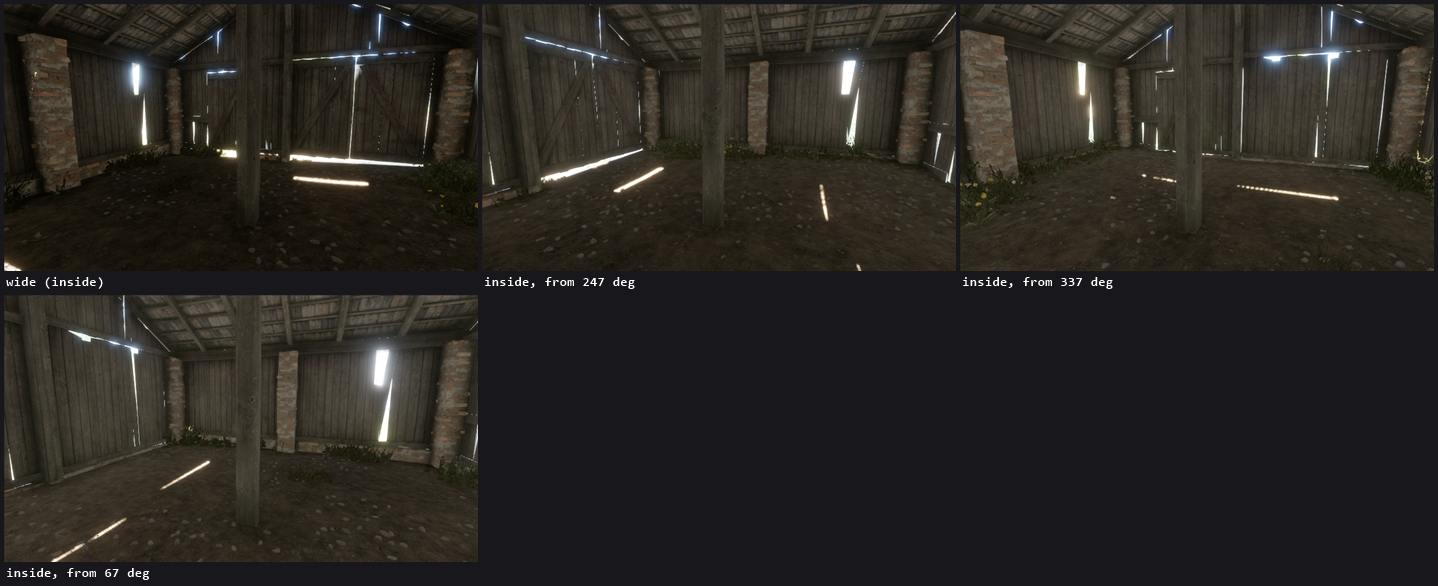 wide (inside)
inside, from 247 deg
inside, from 337 deg
inside, from 67 deg